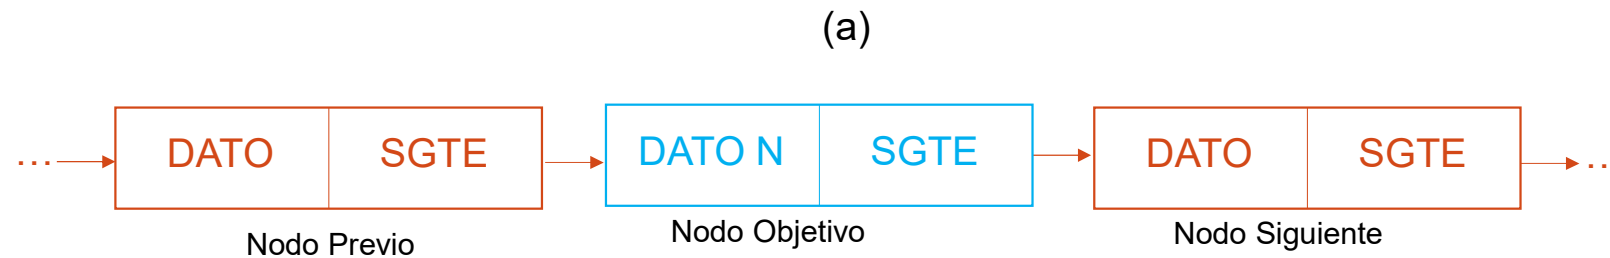 (a)
... DATO SGTE DATO N SGTE DATO SGTE ..
Nodo Previo Nodo Objetivo Nodo Siguiente